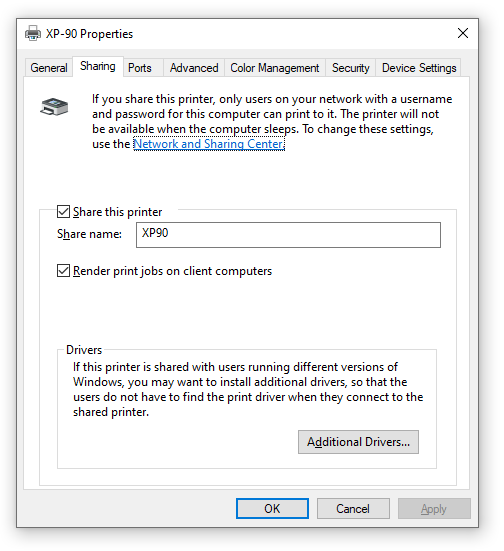 XP-90 Properties
General Sharing Ports Advanced Color Management Security Device Settings
If you share this printer, only users on your network with a username
and password for this computer can print to it. The printer will not
be available when the computer sleeps. To change these settings,
use the Network and Sharing Center.
Share this printer
Share name: XP90
Render print jobs on client computers
Drivers
If this printer is shared with users running different versions of
Windows, you may want to install additional drivers, so that the
users do not have to find the print driver when they connect to the
shared printer.
Additional Drivers...
OK Cancel Apply